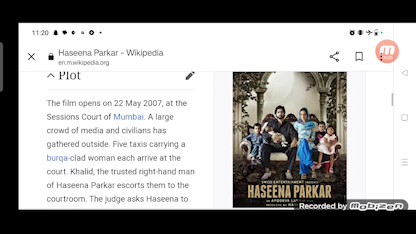 11:20
Haseena Parkar - Wikipedia
en.m.wikipedia.org
Plot
The film opens on 22 May 2007, at the
Sessions Court of Mumbai. A large
crowd of media and civilians has
gathered outside. Five taxis carrying a
burqa-clad woman each arrive at the
court. Khalid, the trusted right-hand man
of Haseena Parkar escorts them to the
courtroom. The judge asks Haseena to
HASEENA PARKAR
Recorded by mobizen